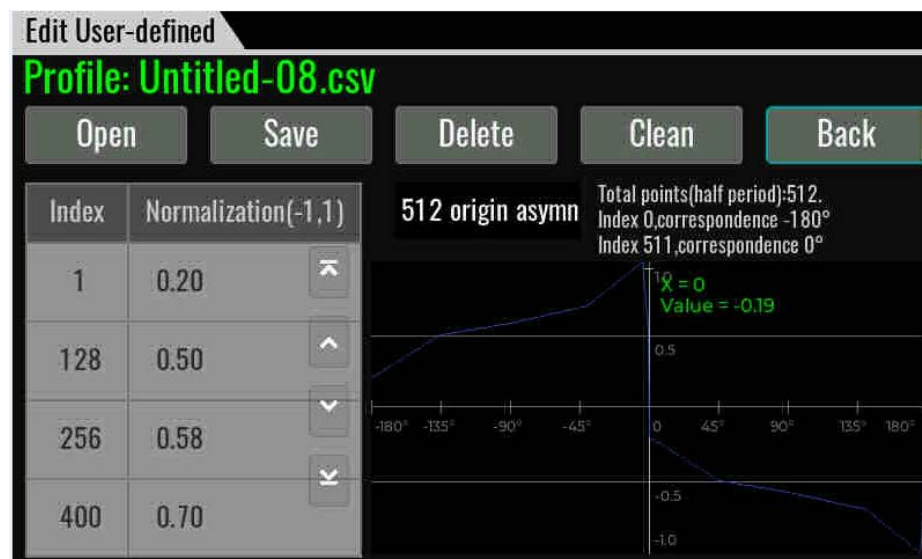 Edit User-defined
Profile: Untitled-08.csv
Open Save Delete Clean Back
Index Normalization(-1,1)
512 origin asymn
Total points(half period):512.
Index 0,correspondence -180°
Index 511,correspondence 0°
1 0.20
128 0.50
256 0.58
400 0.70
1.0
X = 0
Value = -0.19
0.5
-180° -135° -90° -45° 0 45° 90° 135° 180°
-0.5
-1.0